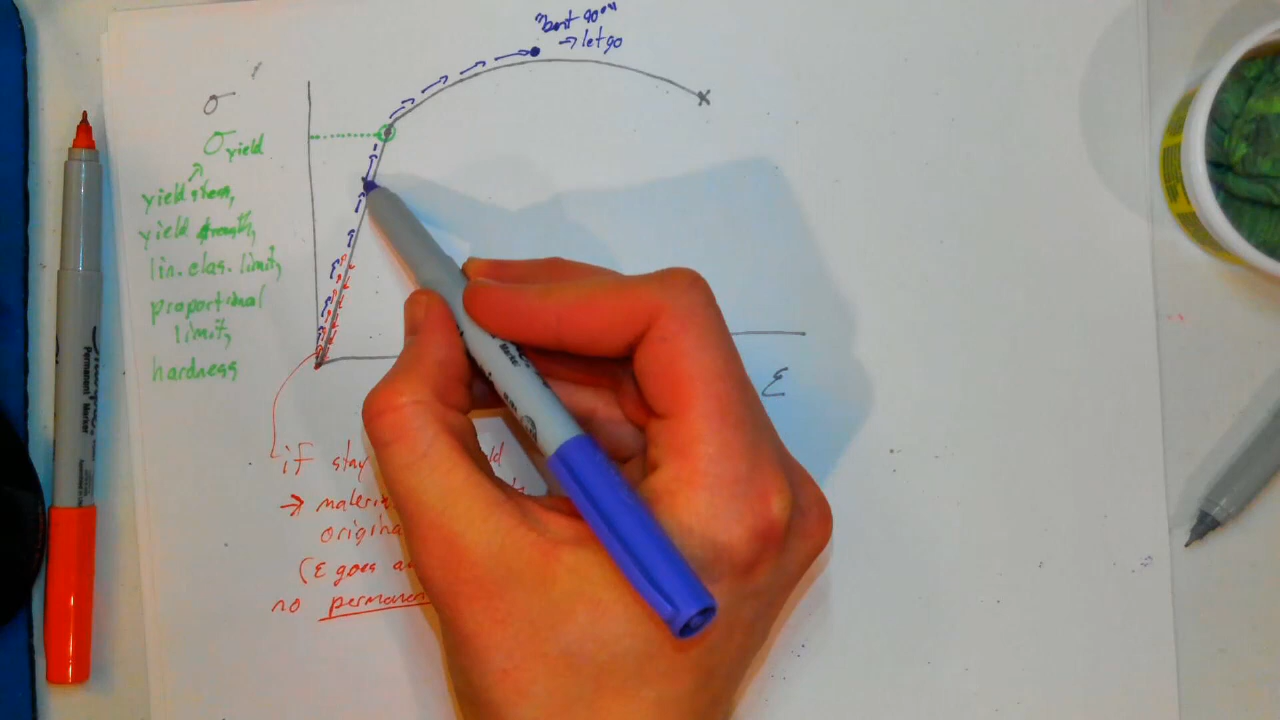 "bent 90°"
→ let go
σ
σ yield
yield stress,
yield strength,
lin. elas. limit,
proportional
limit,
hardness
ε
if stay
→ materia
origina
(ε goes a
no permanen
Permanent Marker